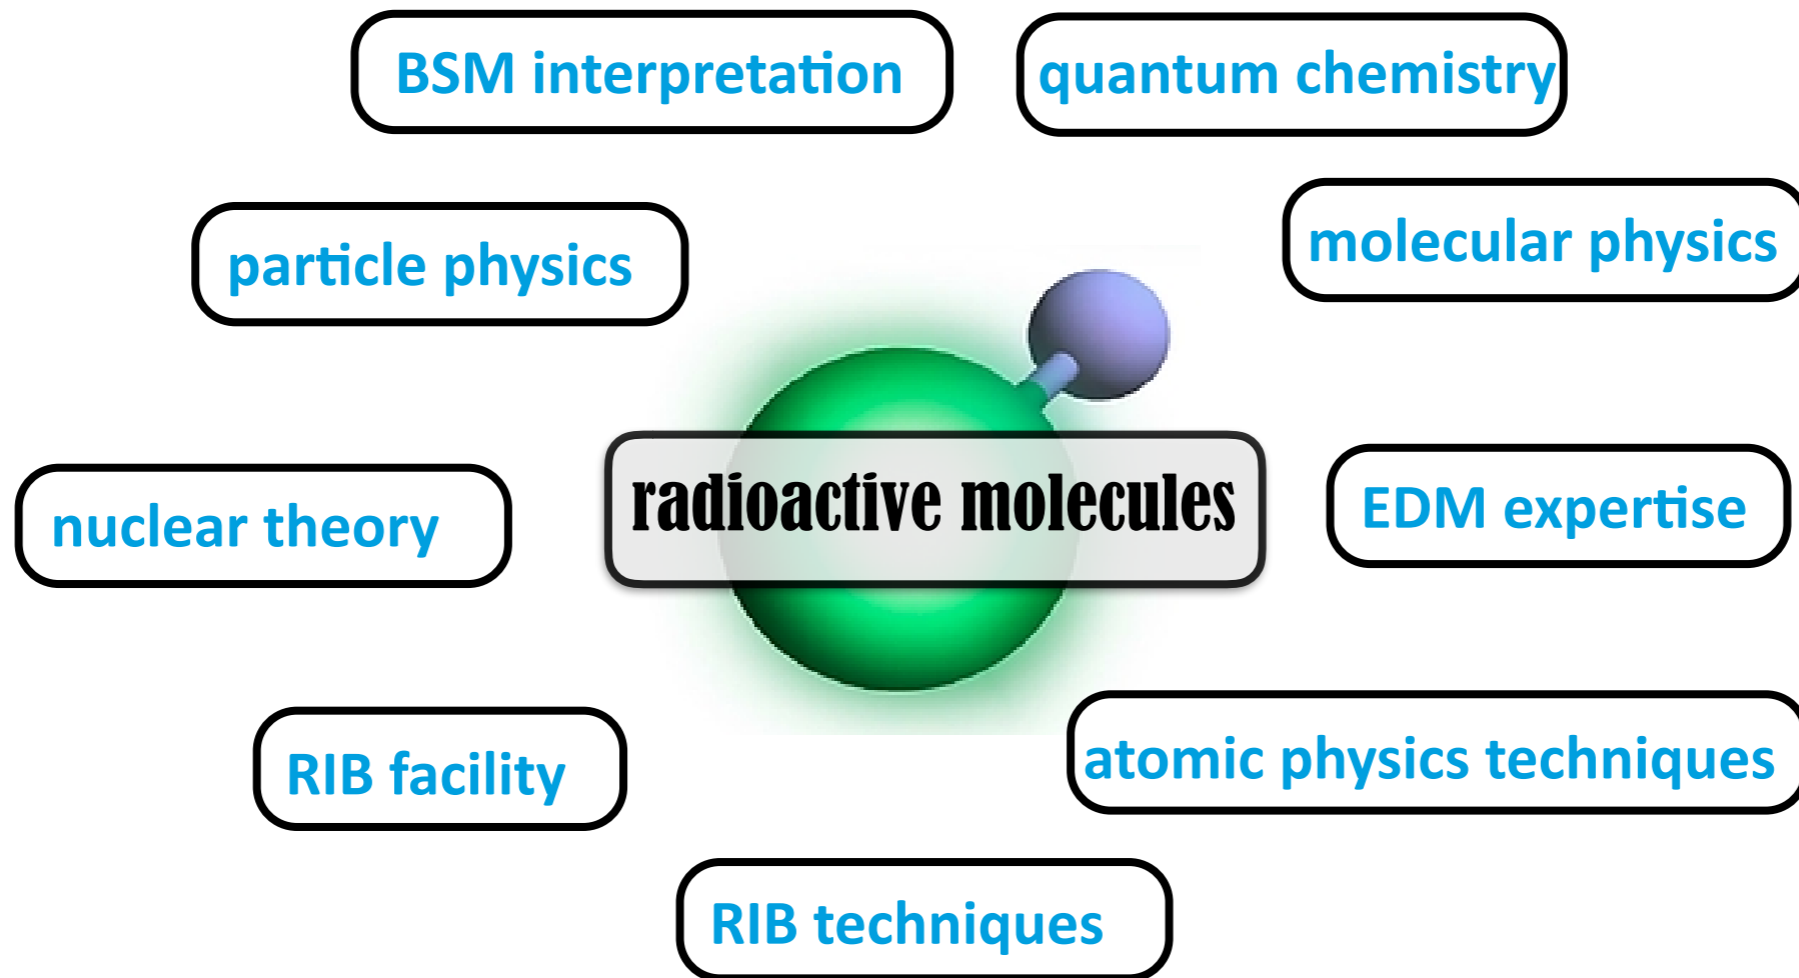 BSM interpretation
quantum chemistry
particle physics
molecular physics
nuclear theory
radioactive molecules
EDM expertise
RIB facility
atomic physics techniques
RIB techniques